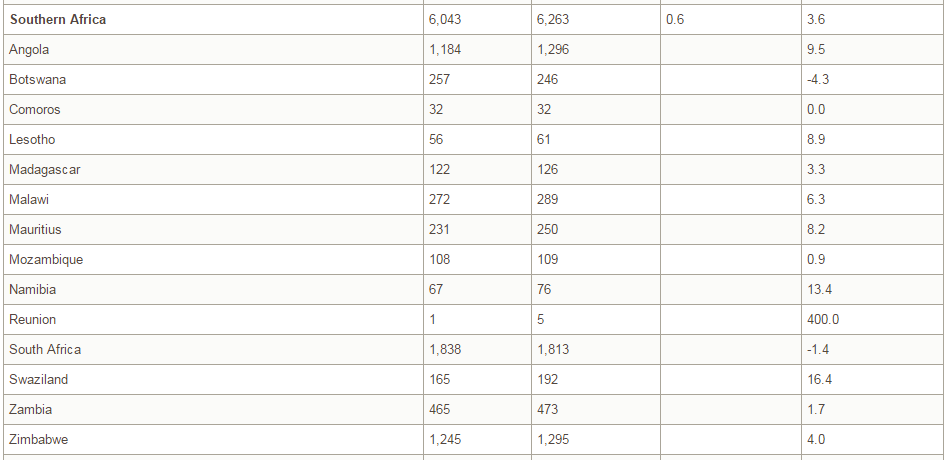 Southern Africa 6,043 6,263 0.6 3.6
Angola 1,184 1,296 9.5
Botswana 257 246 -4.3
Comoros 32 32 0.0
Lesotho 56 61 8.9
Madagascar 122 126 3.3
Malawi 272 289 6.3
Mauritius 231 250 8.2
Mozambique 108 109 0.9
Namibia 67 76 13.4
Reunion 1 5 400.0
South Africa 1,838 1,813 -1.4
Swaziland 165 192 16.4
Zambia 465 473 1.7
Zimbabwe 1,245 1,295 4.0